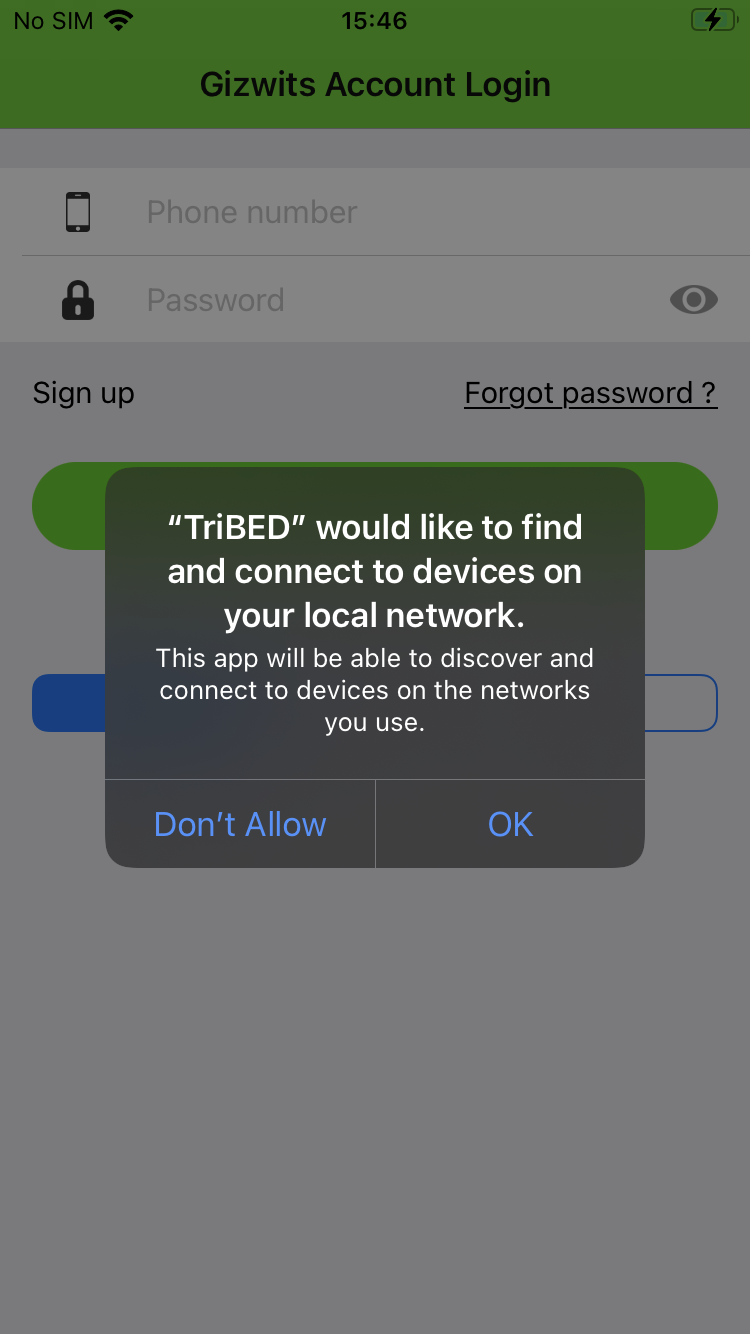 No SIM 15:46
Gizwits Account Login
Phone number
Password
Sign up Forgot password ?
“TriBED” would like to find
and connect to devices on
your local network.
This app will be able to discover and
connect to devices on the networks
you use.
Don’t Allow OK